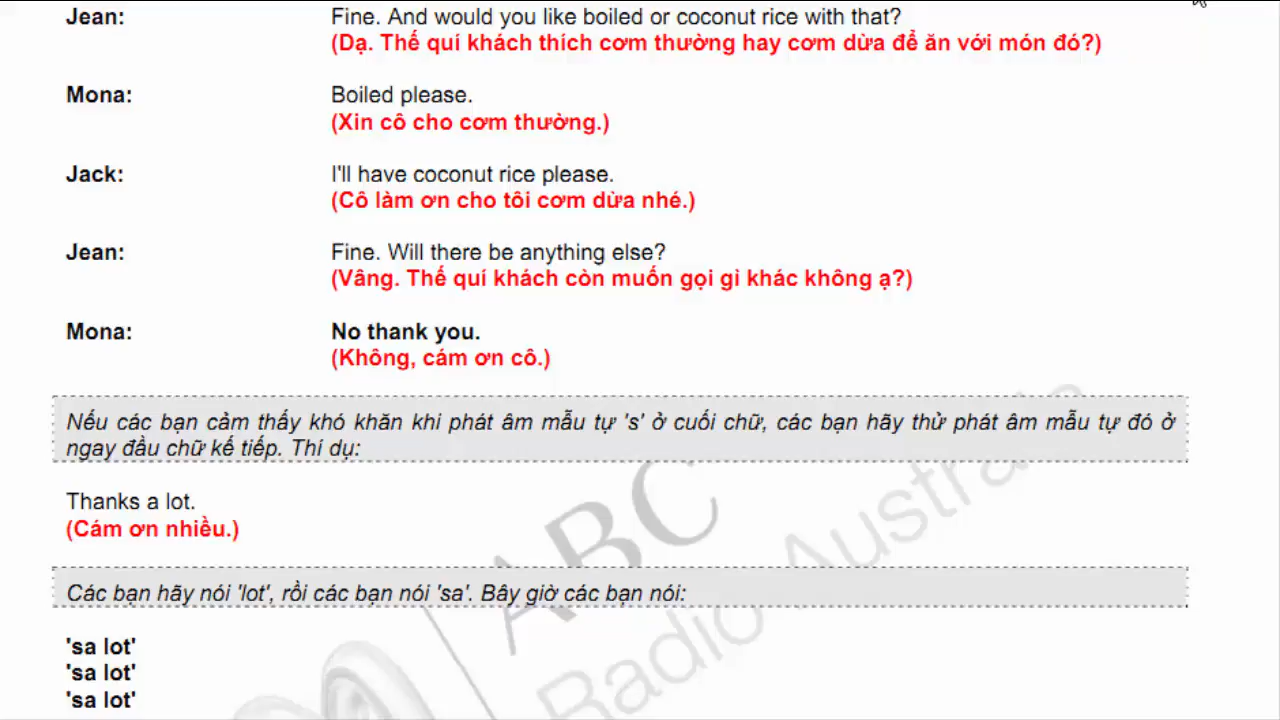 Jean: Fine. And would you like boiled or coconut rice with that?
(Dạ. Thế quí khách thích cơm thường hay cơm dừa để ăn với món đó?)
Mona: Boiled please.
(Xin cô cho cơm thường.)
Jack: I'll have coconut rice please.
(Cô làm ơn cho tôi cơm dừa nhé.)
Jean: Fine. Will there be anything else?
(Vâng. Thế quí khách còn muốn gọi gì khác không ạ?)
Mona: No thank you.
(Không, cám ơn cô.)
Nếu các bạn cảm thấy khó khăn khi phát âm mẫu tự 's' ở cuối chữ, các bạn hãy thử phát âm mẫu tự đó ở
ngay đầu chữ kế tiếp. Thí dụ:
Thanks a lot.
(Cám ơn nhiều.)
Các bạn hãy nói 'lot', rồi các bạn nói 'sa'. Bây giờ các bạn nói:
'sa lot'
'sa lot'
'sa lot'
ABC
Radio Australia